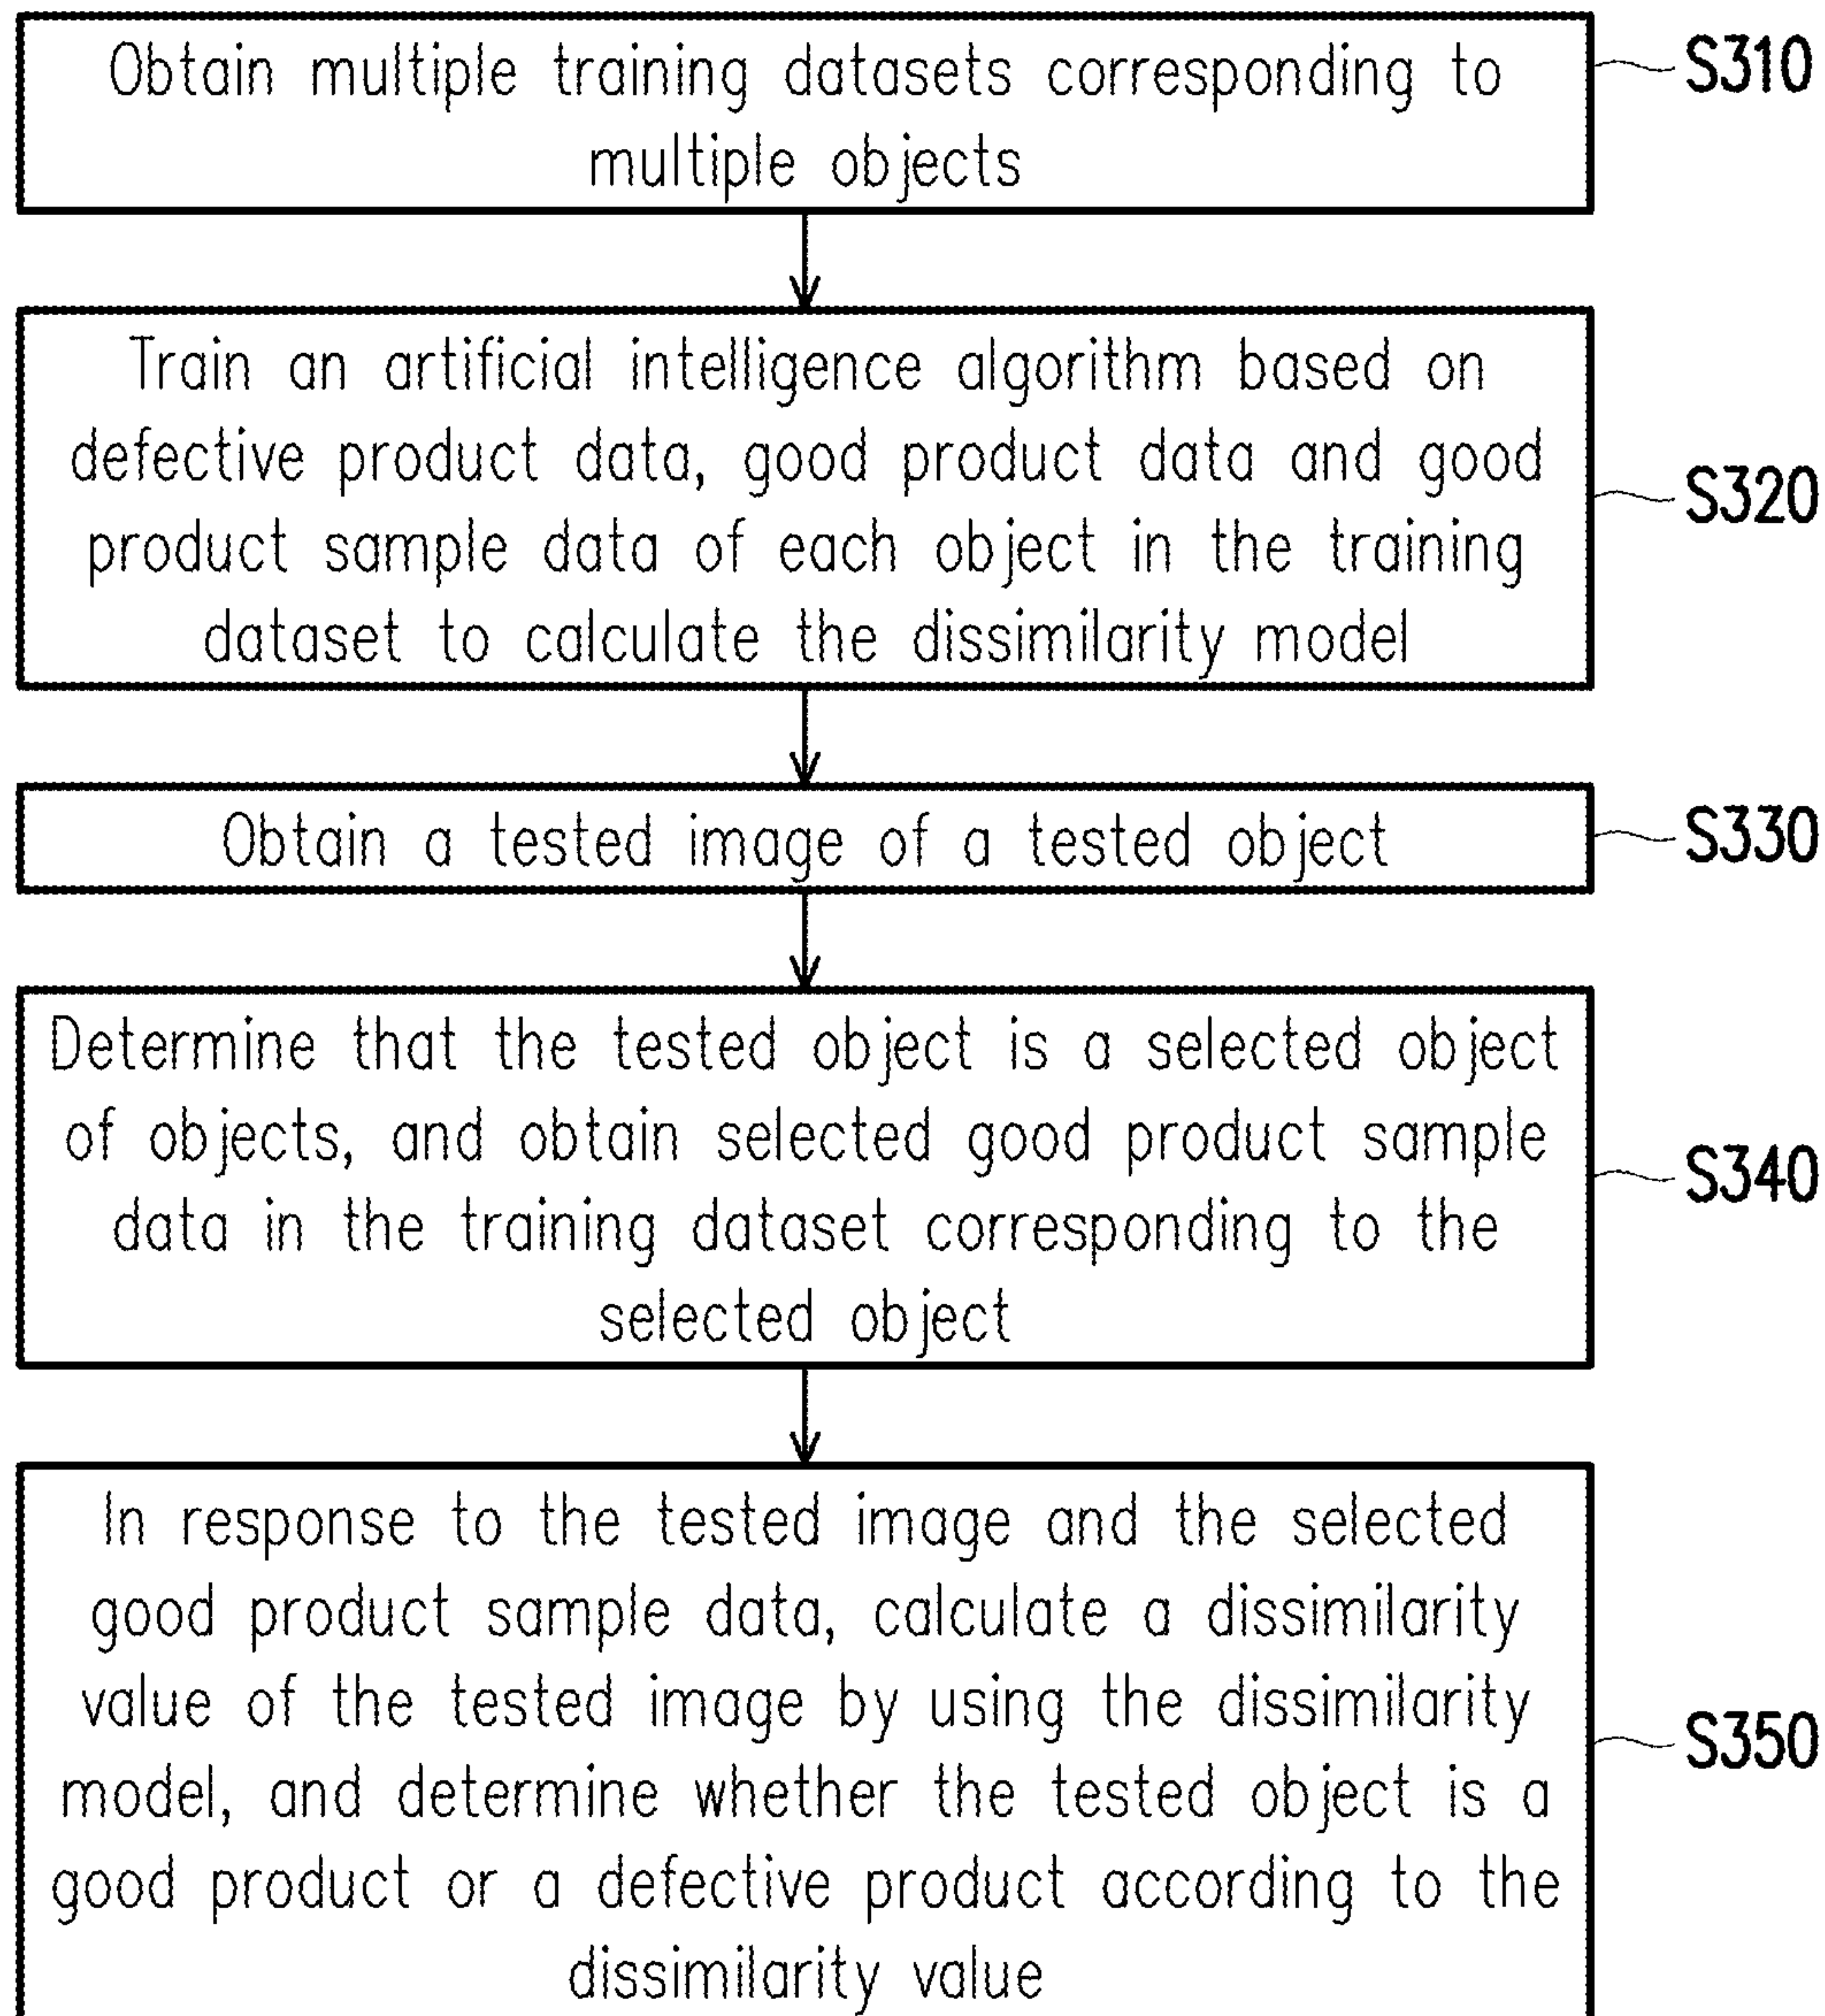 Obtain multiple training datasets corresponding to
multiple objects
S310
Train an artificial intelligence algorithm based on
defective product data, good product data and good
product sample data of each object in the training
dataset to calculate the dissimilarity model
S320
Obtain a tested image of a tested object
S330
Determine that the tested object is a selected object
of objects, and obtain selected good product sample
data in the training dataset corresponding to the
selected object
S340
In response to the tested image and the selected
good product sample data, calculate a dissimilarity
value of the tested image by using the dissimilarity
model, and determine whether the tested object is a
good product or a defective product according to the
dissimilarity value
S350